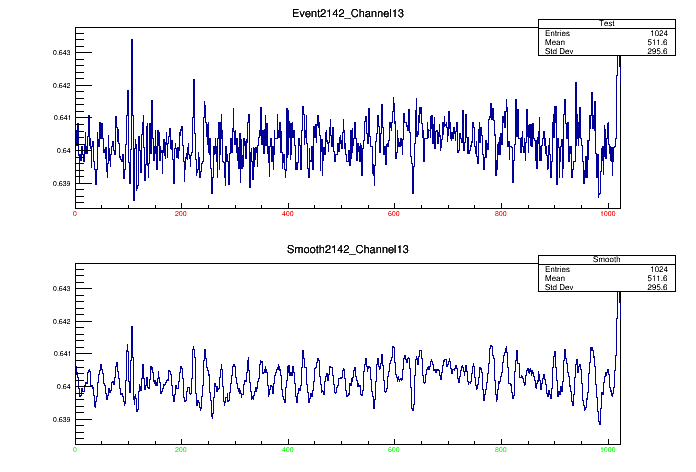 Event2142_Channel13
Test
Entries 1024
Mean 511.6
Std Dev 295.6
0.643
0.642
0.641
0.64
0.639
0 200 400 600 800 1000
Smooth2142_Channel13
Smooth
Entries 1024
Mean 511.6
Std Dev 295.6
0.643
0.642
0.641
0.64
0.639
0 200 400 600 800 1000